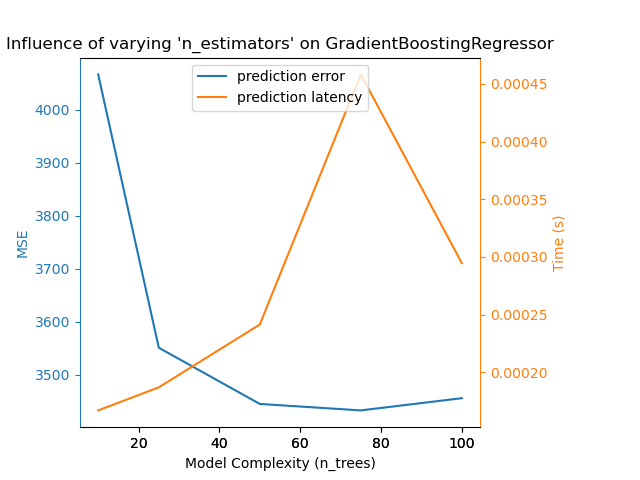 Influence of varying 'n_estimators' on GradientBoostingRegressor
prediction error
prediction latency
MSE
4000
3900
3800
3700
3600
3500
0.00045
0.00040
0.00035
0.00030
0.00025
0.00020
Time (s)
20 40 60 80 100
Model Complexity (n_trees)